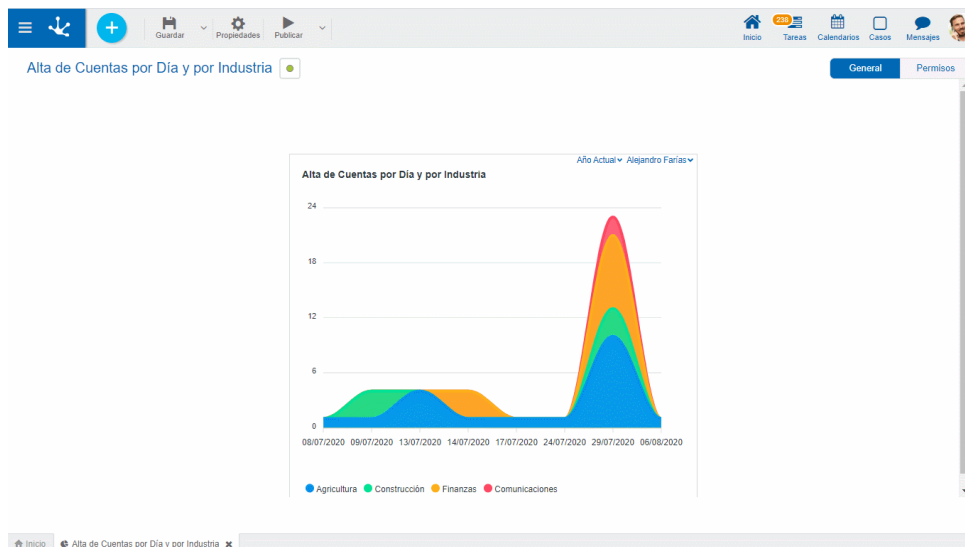 Guardar Propiedades Publicar 236 Inicio Tareas Calendarios Casos Mensajes
Alta de Cuentas por Día y por Industria General Permisos
Año Actual Alejandro Farías
Alta de Cuentas por Día y por Industria
24
18
12
6
0
08/07/2020 09/07/2020 13/07/2020 14/07/2020 17/07/2020 24/07/2020 29/07/2020 06/08/2020
Agricultura Construcción Finanzas Comunicaciones
Inicio Alta de Cuentas por Día y por Industria